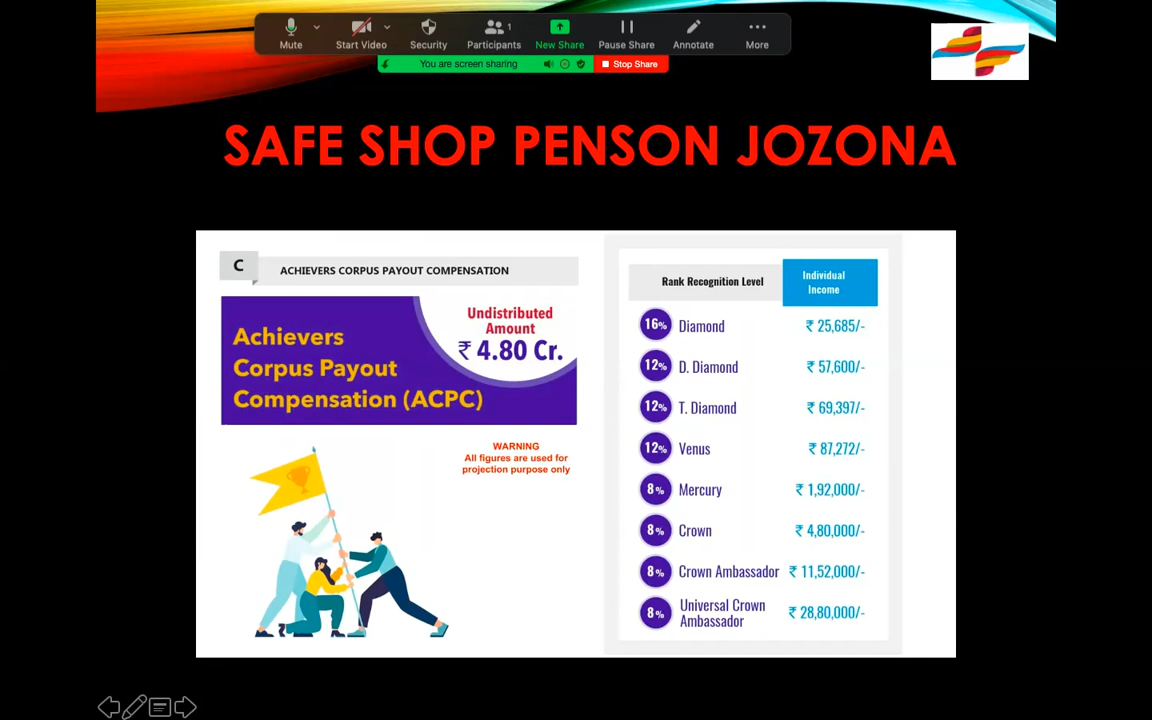 Mute
Start Video
Security
Participants 1
New Share
Pause Share
Annotate
More
You are screen sharing
Stop Share
SAFE SHOP PENSON JOZONA
C
ACHIEVERS CORPUS PAYOUT COMPENSATION
Achievers
Corpus Payout
Compensation (ACPC)
Undistributed
Amount
₹ 4.80 Cr.
WARNING
All figures are used for
projection purpose only
Rank Recognition Level
Individual
Income
16% Diamond ₹ 25,685/-
12% D. Diamond ₹ 57,600/-
12% T. Diamond ₹ 69,397/-
12% Venus ₹ 87,272/-
8% Mercury ₹ 1,92,000/-
8% Crown ₹ 4,80,000/-
8% Crown Ambassador ₹ 11,52,000/-
8% Universal Crown
Ambassador ₹ 28,80,000/-